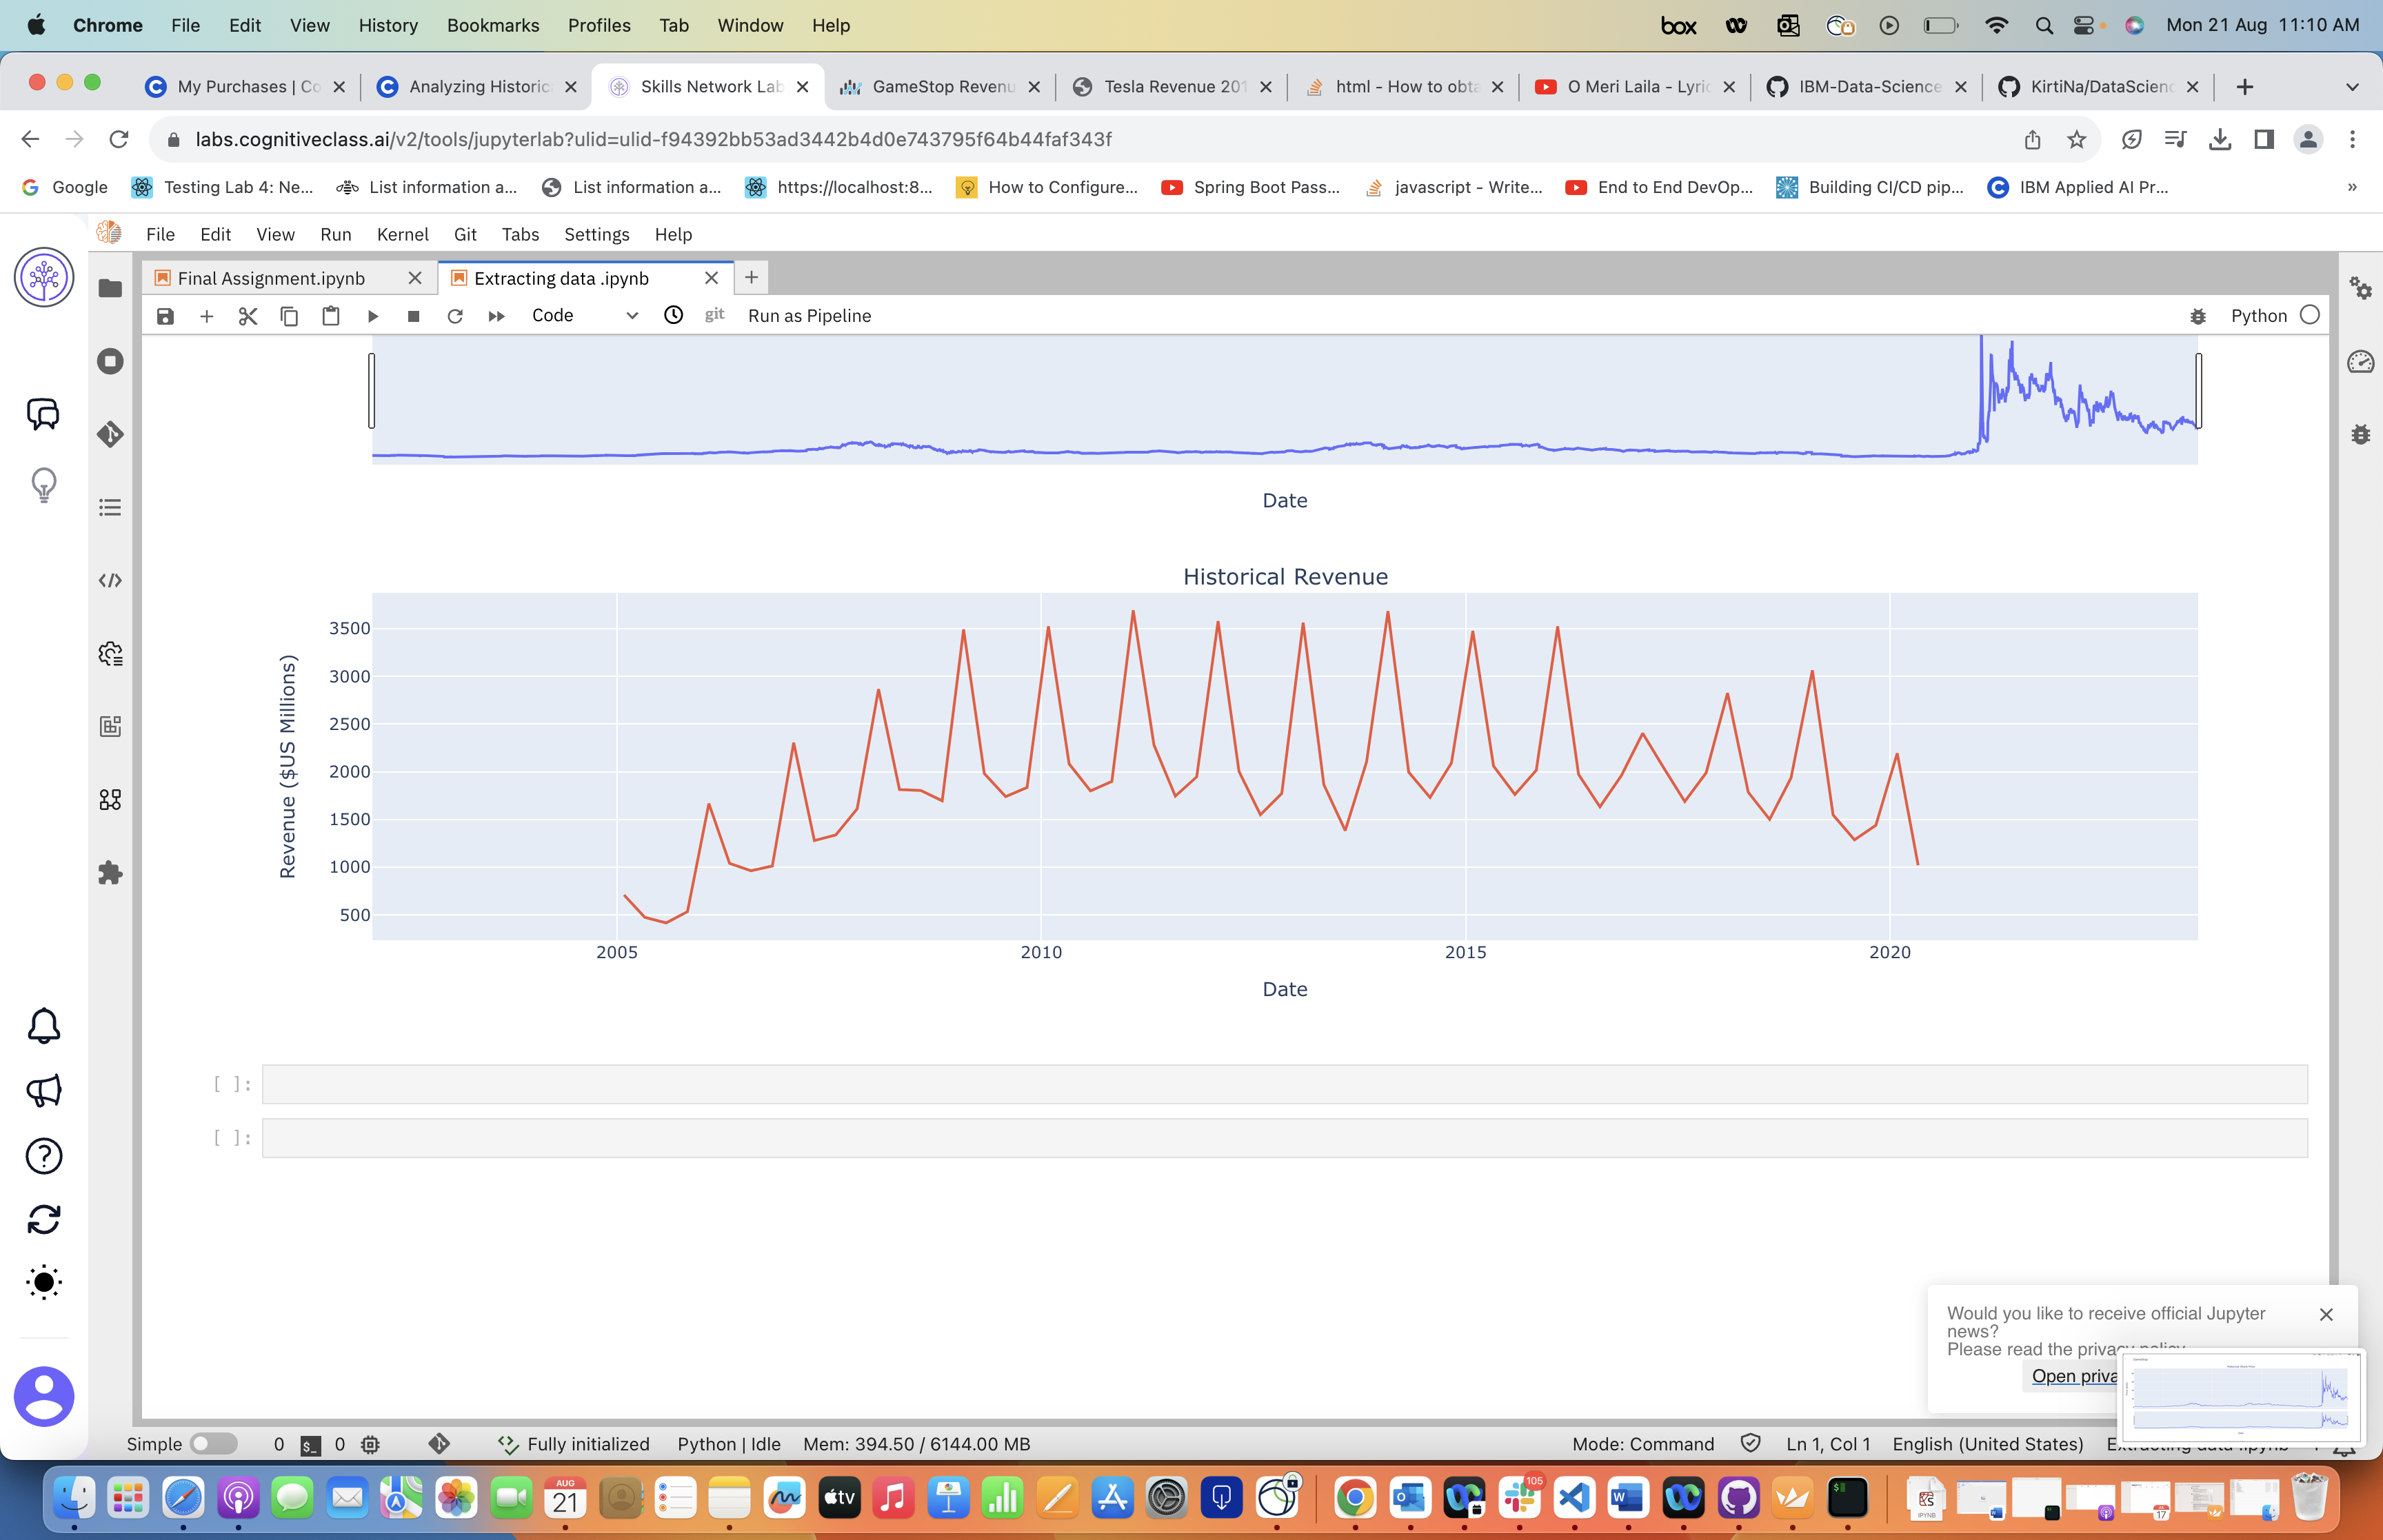 Chrome File Edit View History Bookmarks Profiles Tab Window Help box Mon 21 Aug 11:10 AM
My Purchases | Co Analyzing Historic Skills Network Lab GameStop Revenu Tesla Revenue 201 html - How to obta O Meri Laila - Lyric IBM-Data-Science KirtiNa/DataScienc
labs.cognitiveclass.ai/v2/tools/jupyterlab?ulid=ulid-f94392bb53ad3442b4d0e743795f64b44faf343f
Google Testing Lab 4: Ne... List information a... List information a... https://localhost:8... How to Configure... Spring Boot Pass... javascript - Write... End to End DevOp... Building CI/CD pip... IBM Applied AI Pr... »
File Edit View Run Kernel Git Tabs Settings Help
Final Assignment.ipynb Extracting data .ipynb
Code git Run as Pipeline Python
Date
Historical Revenue
Revenue ($US Millions)
3500
3000
2500
2000
1500
1000
500
2005 2010 2015 2020
Date
[ ]:
[ ]:
Would you like to receive official Jupyter
news?
Please read the privacy policy
Open priva
Simple 0 $_ 0 Fully initialized Python | Idle Mem: 394.50 / 6144.00 MB Mode: Command Ln 1, Col 1 English (United States) Extracting data .ipynb
AUG
21
tv
105
IPYNB
17